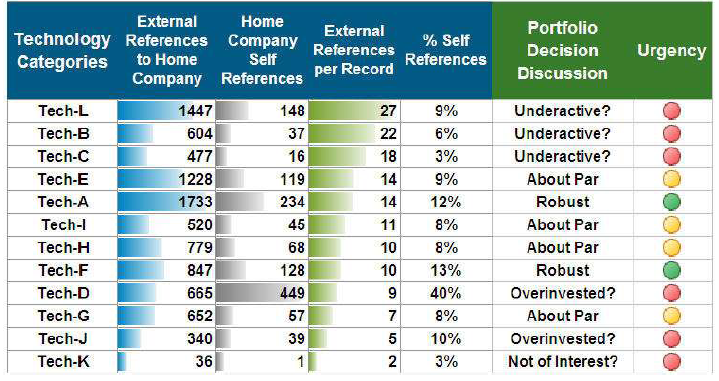 Technology Categories | External References to Home Company | Home Company Self References | External References per Record | % Self References | Portfolio Decision Discussion | Urgency
Tech-L 1447 148 27 9% Underactive?
Tech-B 604 37 22 6% Underactive?
Tech-C 477 16 18 3% Underactive?
Tech-E 1228 119 14 9% About Par
Tech-A 1733 234 14 12% Robust
Tech-I 520 45 11 8% About Par
Tech-H 779 68 10 8% About Par
Tech-F 847 128 10 13% Robust
Tech-D 665 449 9 40% Overinvested?
Tech-G 652 57 7 8% About Par
Tech-J 340 39 5 10% Overinvested?
Tech-K 36 1 2 3% Not of Interest?